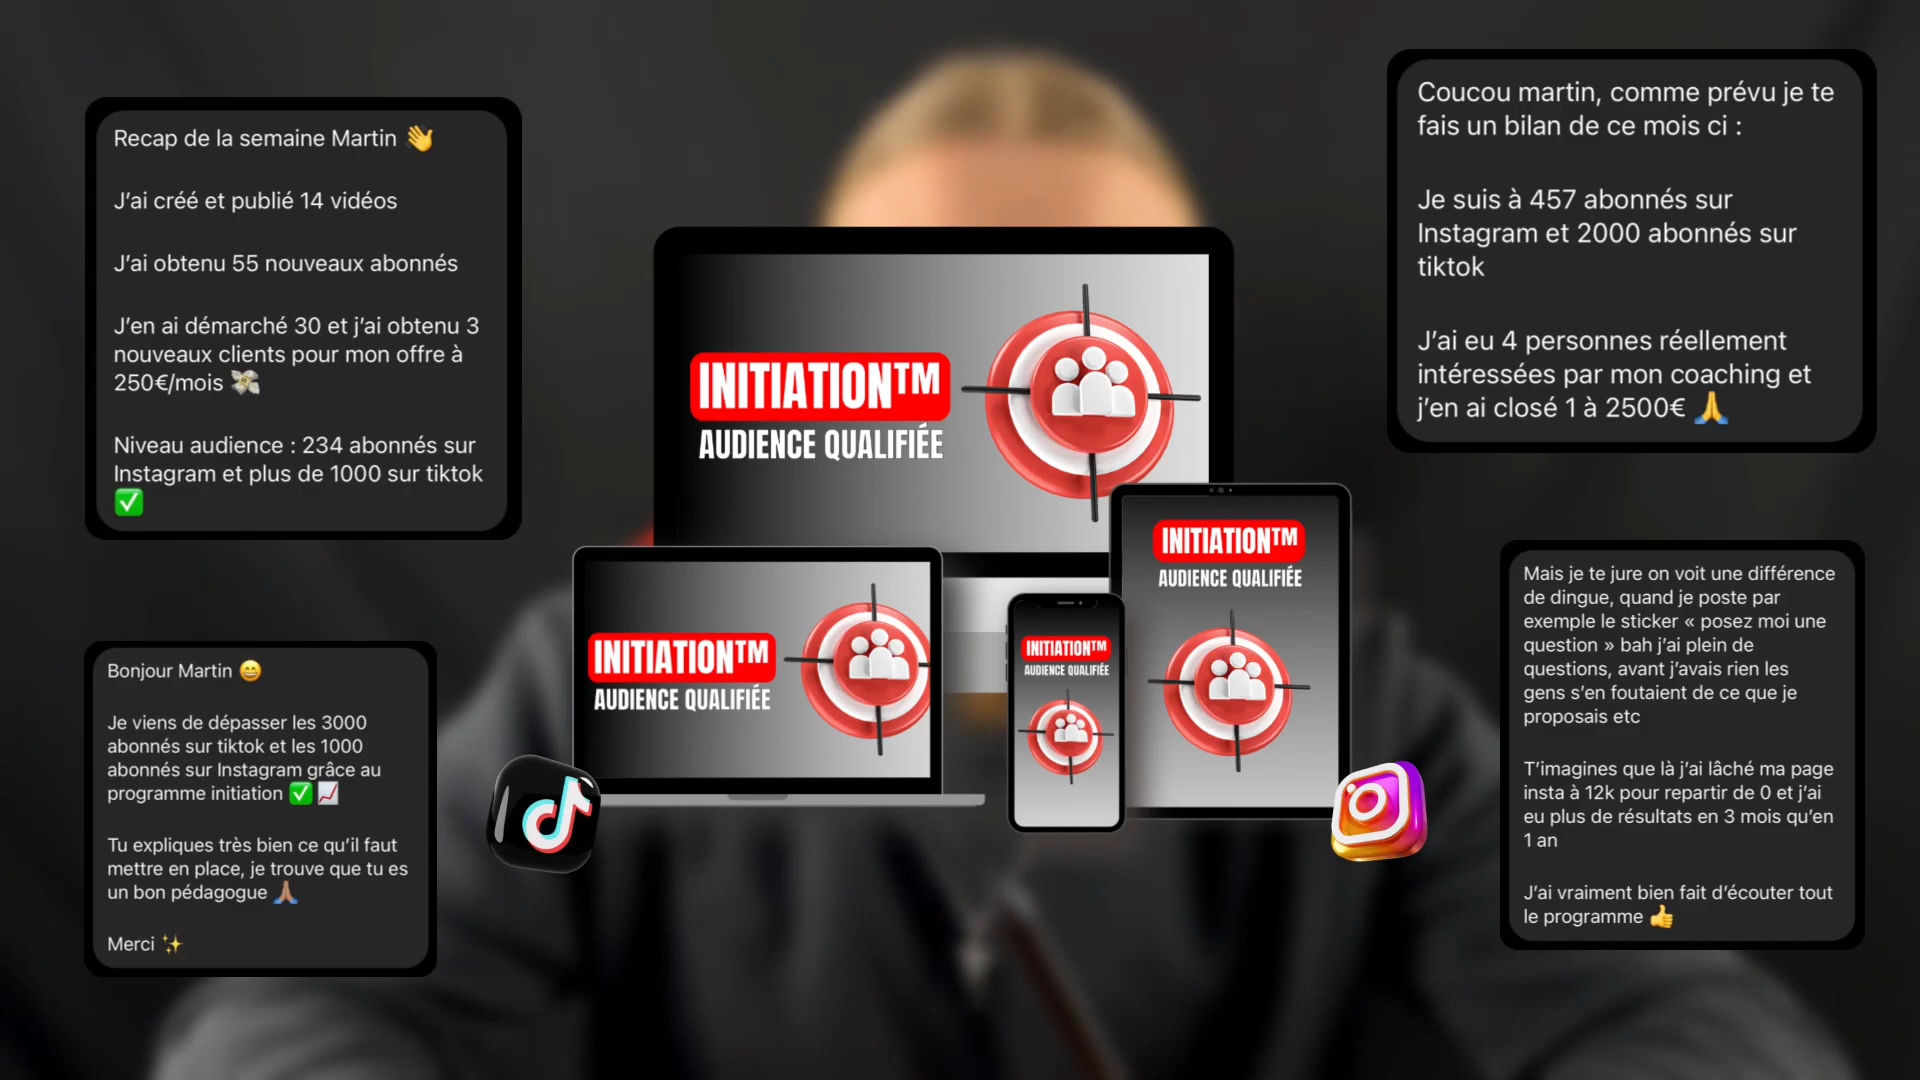 Recap de la semaine Martin 👋
J'ai créé et publié 14 vidéos
J'ai obtenu 55 nouveaux abonnés
J'en ai démarché 30 et j'ai obtenu 3
nouveaux clients pour mon offre à
250€/mois 💸
Niveau audience : 234 abonnés sur
Instagram et plus de 1000 sur tiktok
✅
Coucou martin, comme prévu je te
fais un bilan de ce mois ci :
Je suis à 457 abonnés sur
Instagram et 2000 abonnés sur
tiktok
J'ai eu 4 personnes réellement
intéressées par mon coaching et
j'en ai closé 1 à 2500€ 🙏
INITIATION™
AUDIENCE QUALIFIÉE
INITIATION™
AUDIENCE QUALIFIÉE
INITIATION™
AUDIENCE QUALIFIÉE
INITIATION™
AUDIENCE QUALIFIÉE
Bonjour Martin 😄
Je viens de dépasser les 3000
abonnés sur tiktok et les 1000
abonnés sur Instagram grâce au
programme initiation ✅ 📈
Tu expliques très bien ce qu'il faut
mettre en place, je trouve que tu es
un bon pédagogue 🙏🏽
Merci ✨
Mais je te jure on voit une différence
de dingue, quand je poste par
exemple le sticker « posez moi une
question » bah j'ai plein de
questions, avant j'avais rien les
gens s'en foutaient de ce que je
proposais etc
T'imagines que là j'ai lâché ma page
insta à 12k pour repartir de 0 et j'ai
eu plus de résultats en 3 mois qu'en
1 an
J'ai vraiment bien fait d'écouter tout
le programme 👍